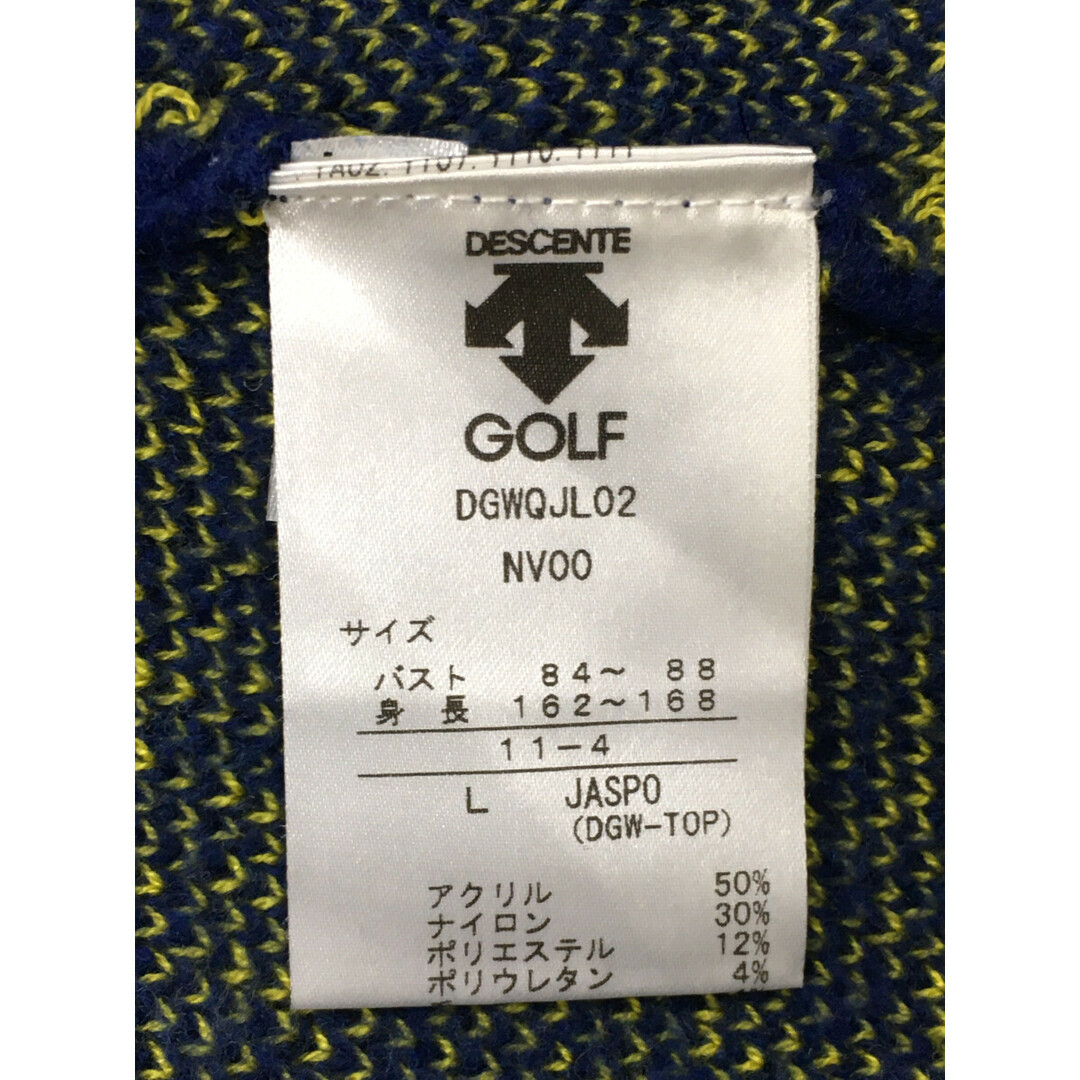 DESCENTE
GOLF
DGWQJL02
NV00
サイズ
バスト 84～ 88
身 長 162～168
11－4
L JASPO
(DGW-TOP)
アクリル 50%
ナイロン 30%
ポリエステル 12%
ポリウレタン 4%